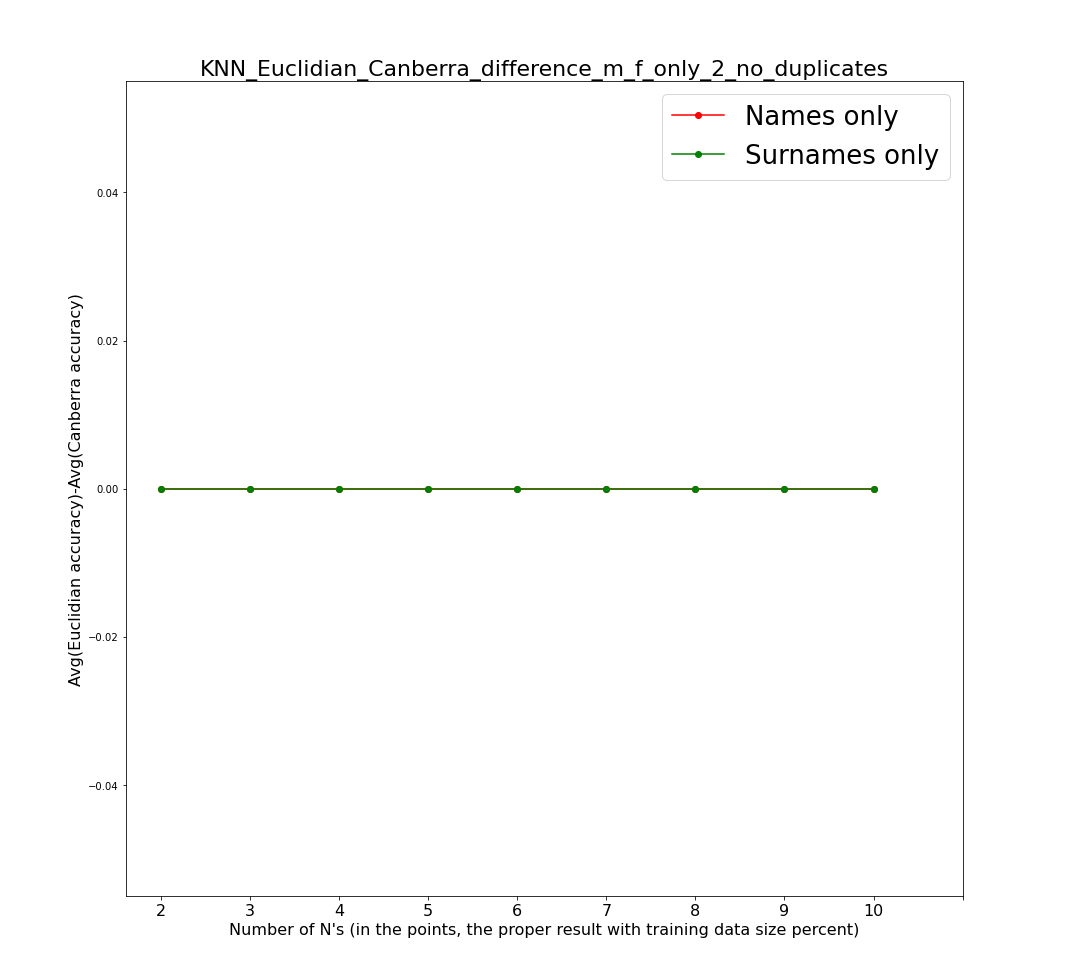 KNN_Euclidian_Canberra_difference_m_f_only_2_no_duplicates
Names only
Surnames only
0.04
0.02
0.00
−0.02
−0.04
Avg(Euclidian accuracy)-Avg(Canberra accuracy)
2 3 4 5 6 7 8 9 10
Number of N's (in the points, the proper result with training data size percent)